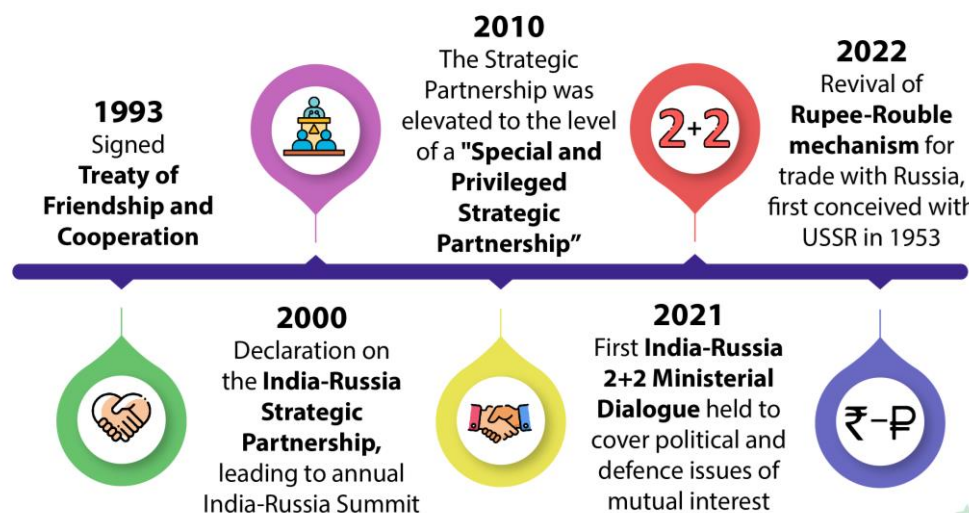 1993
Signed
Treaty of
Friendship and
Cooperation
2000
Declaration on
the India-Russia
Strategic
Partnership,
leading to annual
India-Russia Summit
2010
The Strategic
Partnership was
elevated to the level
of a "Special and
Privileged
Strategic
Partnership”
2+2
2021
First India-Russia
2+2 Ministerial
Dialogue held to
cover political and
defence issues of
mutual interest
2022
Revival of
Rupee-Rouble
mechanism for
trade with Russia,
first conceived with
USSR in 1953
₹–₽